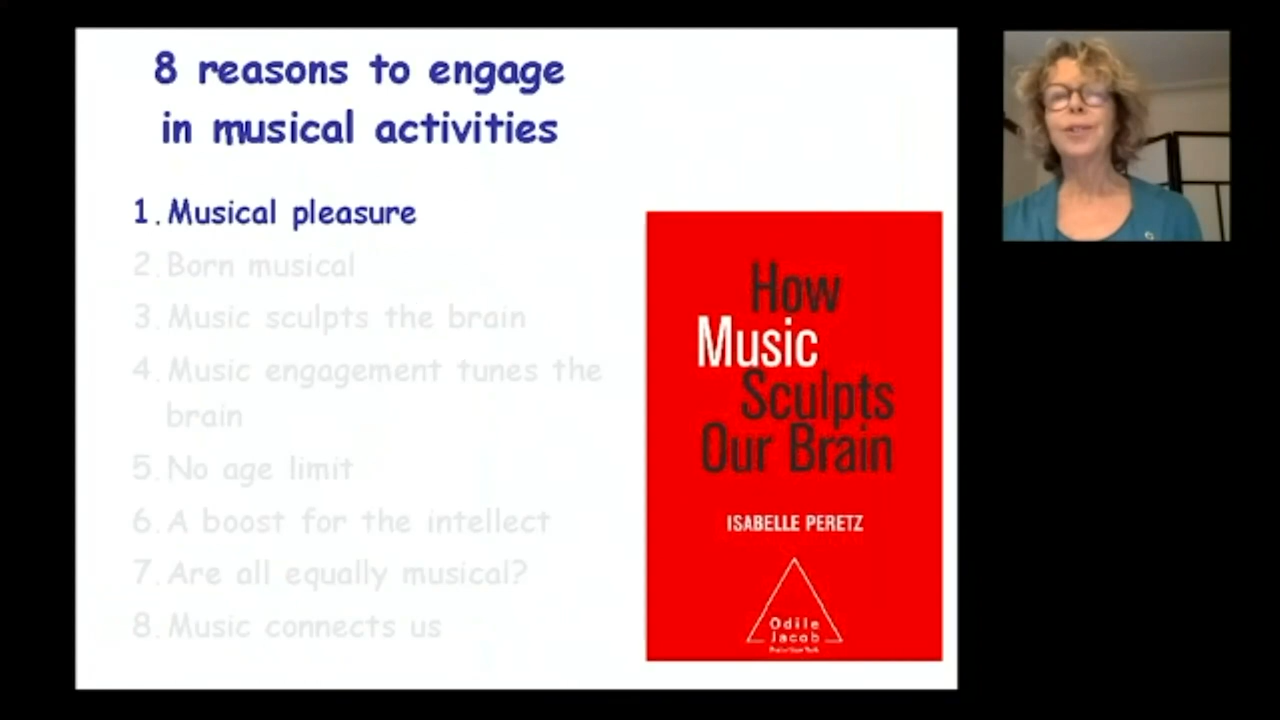 8 reasons to engage
in musical activities
1. Musical pleasure
2. Born musical
3. Music sculpts the brain
4. Music engagement tunes the
brain
5. No age limit
6. A boost for the intellect
7. Are all equally musical?
8. Music connects us
How
Music
Sculpts
Our Brain
ISABELLE PERETZ
Odile
Jacob